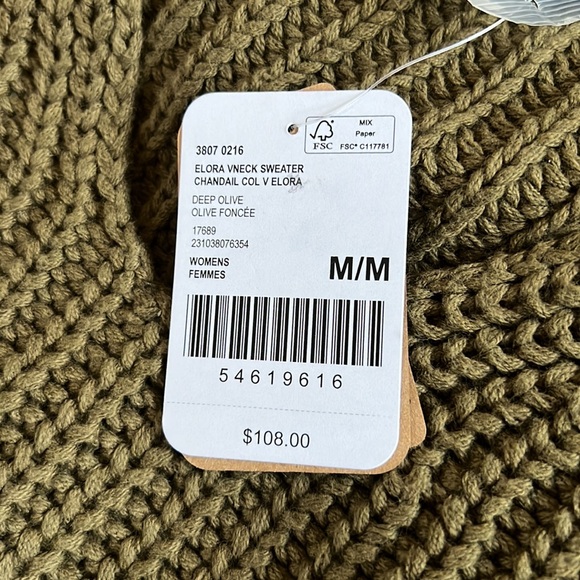 3807 0216
FSC
MIX
Paper
FSC® C117781
ELORA VNECK SWEATER
CHANDAIL COL V ELORA
DEEP OLIVE
OLIVE FONCÉE
17689
231038076354
WOMENS
FEMMES
M/M
54619616
$108.00